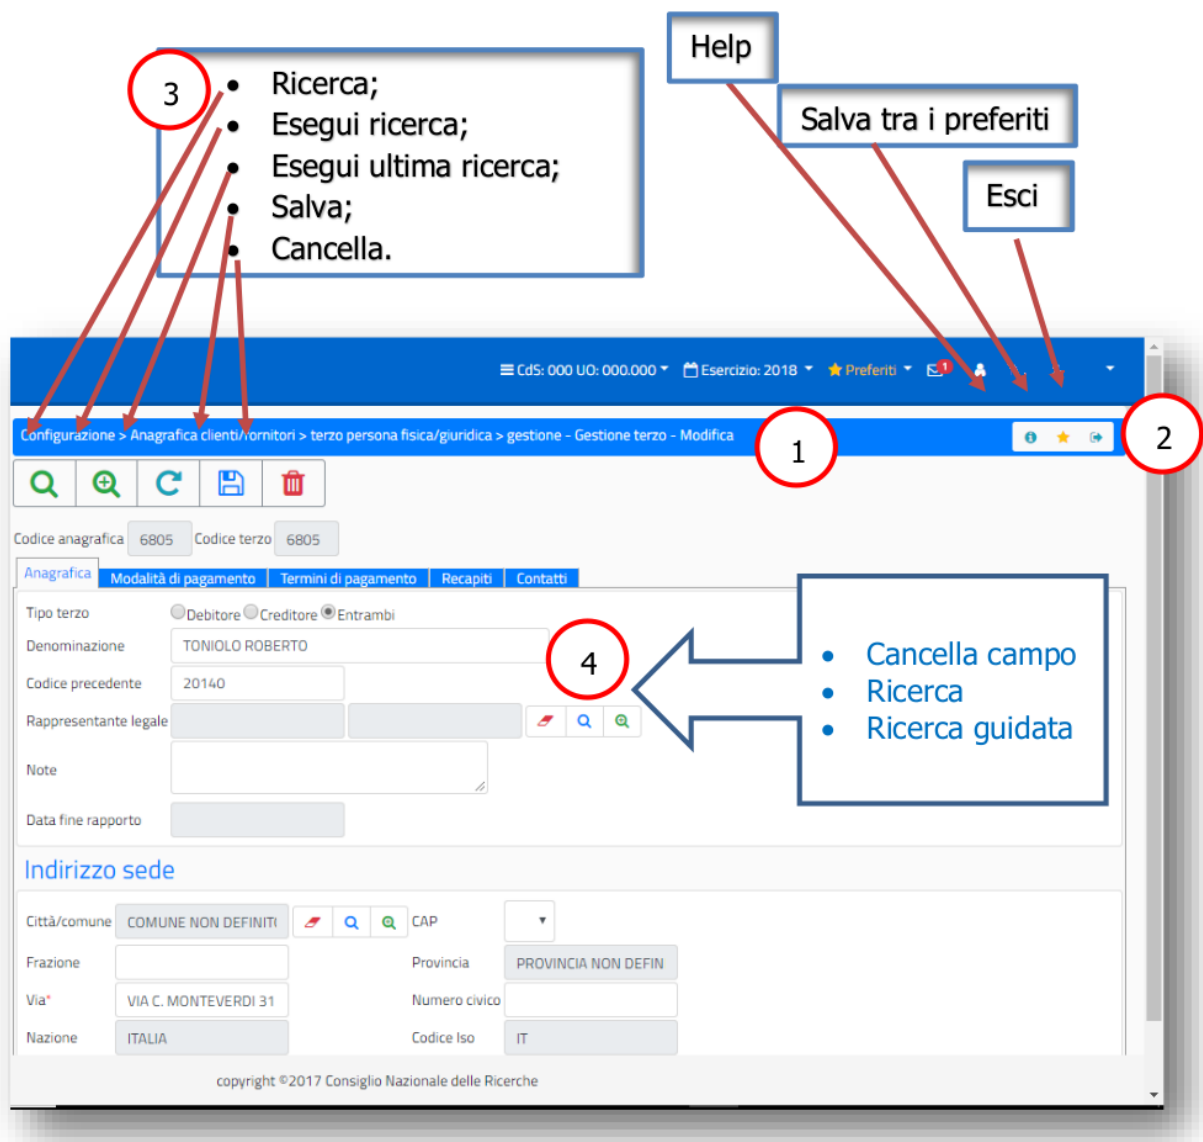 Help
3
• Ricerca;
• Esegui ricerca;
• Esegui ultima ricerca;
• Salva;
• Cancella.
Salva tra i preferiti
Esci
CdS: 000 UO: 000.000
Esercizio: 2018
Preferiti
1
Configurazione > Anagrafica clienti/fornitori > terzo persona fisica/giuridica > gestione - Gestione terzo - Modifica
1
2
Codice anagrafica 6805 Codice terzo 6805
Anagrafica Modalità di pagamento Termini di pagamento Recapiti Contatti
Tipo terzo Debitore Creditore Entrambi
Denominazione TONIOLO ROBERTO
4
• Cancella campo
• Ricerca
• Ricerca guidata
Codice precedente 20140
Rappresentante legale
Note
Data fine rapporto
Indirizzo sede
Città/comune COMUNE NON DEFINIT CAP
Frazione Provincia PROVINCIA NON DEFIN
Via* VIA C. MONTEVERDI 31 Numero civico
Nazione ITALIA Codice Iso IT
copyright ©2017 Consiglio Nazionale delle Ricerche